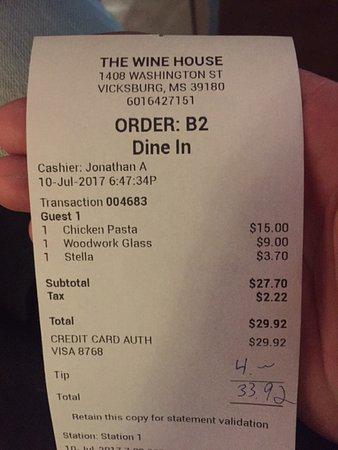 THE WINE HOUSE
1408 WASHINGTON ST
VICKSBURG, MS 39180
6016427151
ORDER: B2
Dine In
Cashier: Jonathan A
10-Jul-2017 6:47:34P
Transaction 004683
Guest 1
1 Chicken Pasta $15.00
1 Woodwork Glass $9.00
1 Stella $3.70
Subtotal $27.70
Tax $2.22
Total $29.92
CREDIT CARD AUTH $29.92
VISA 8768
Tip 4.~
Total 33.92
Retain this copy for statement validation
Station: Station 1
10-Jul-2017